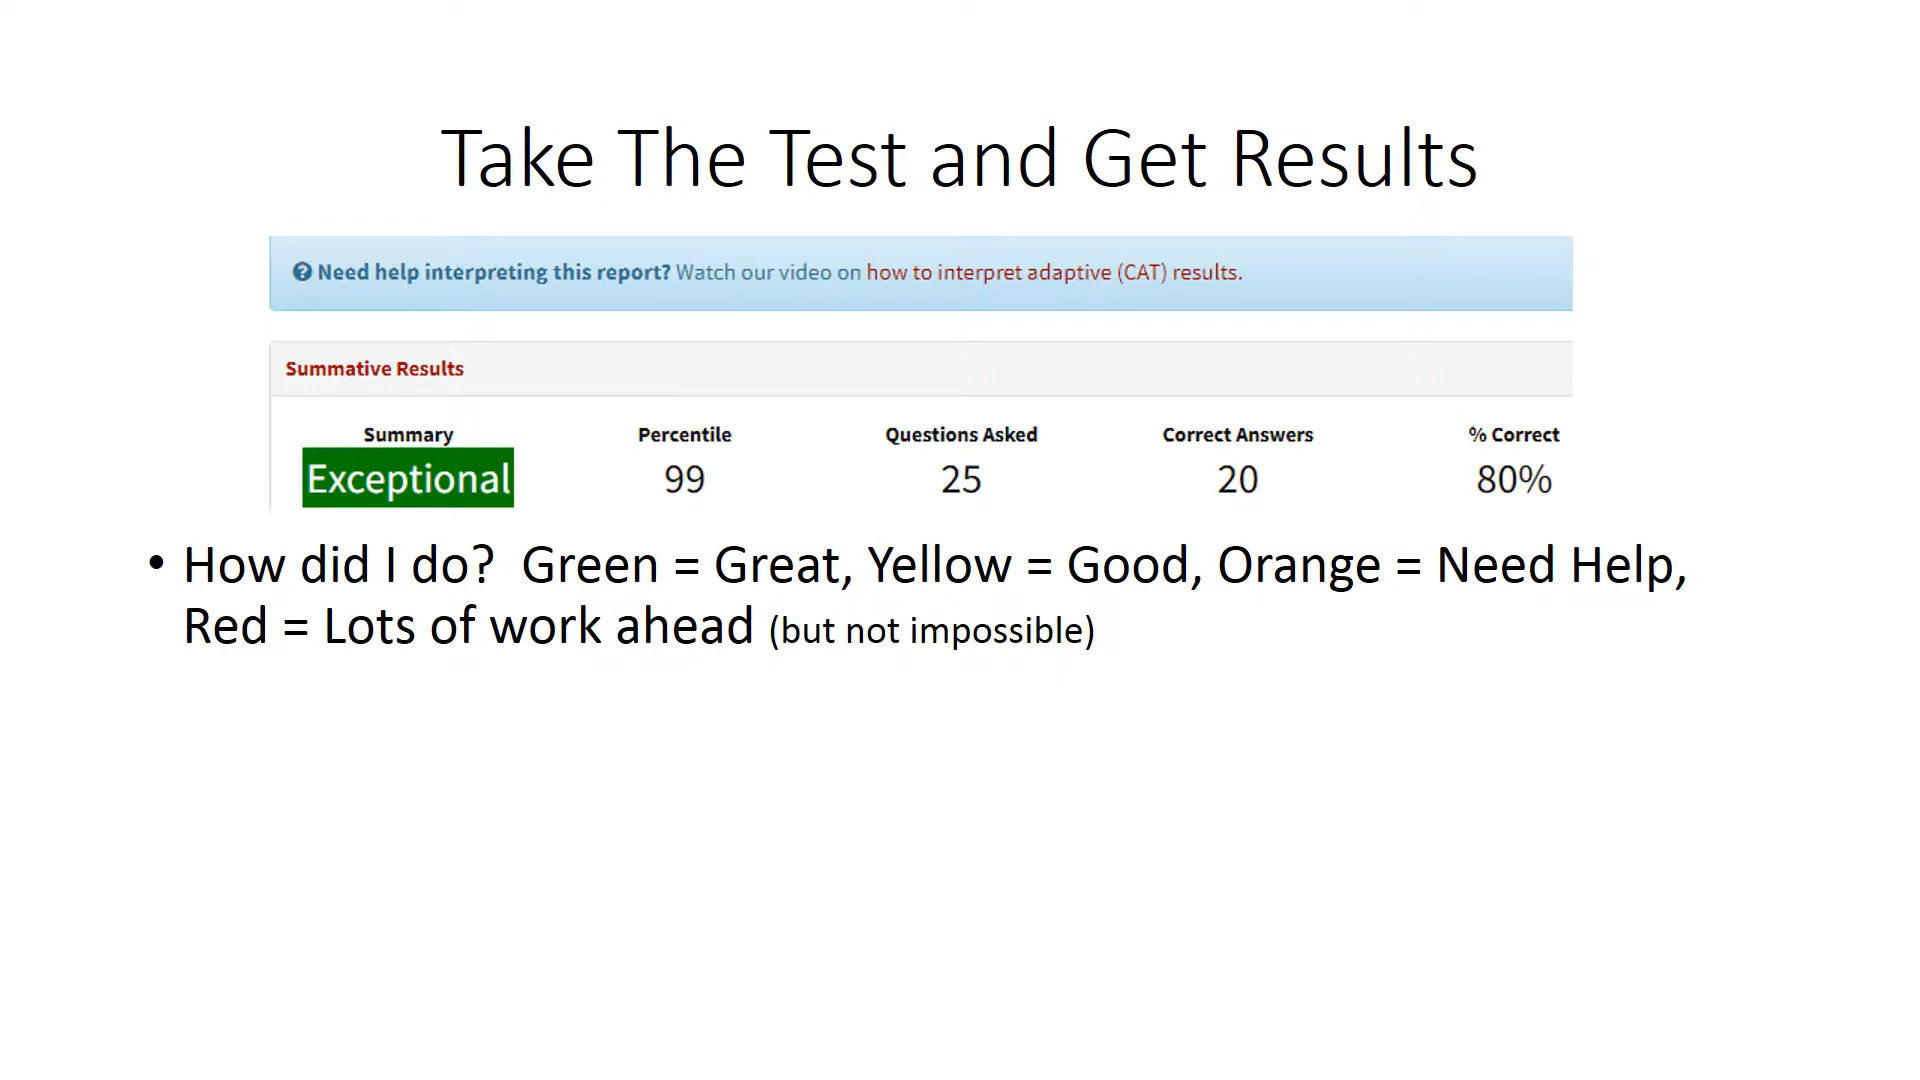 Take The Test and Get Results
Need help interpreting this report? Watch our video on how to interpret adaptive (CAT) results.
Summative Results
Summary Percentile Questions Asked Correct Answers % Correct
Exceptional 99 25 20 80%
• How did I do?  Green = Great, Yellow = Good, Orange = Need Help,
Red = Lots of work ahead (but not impossible)